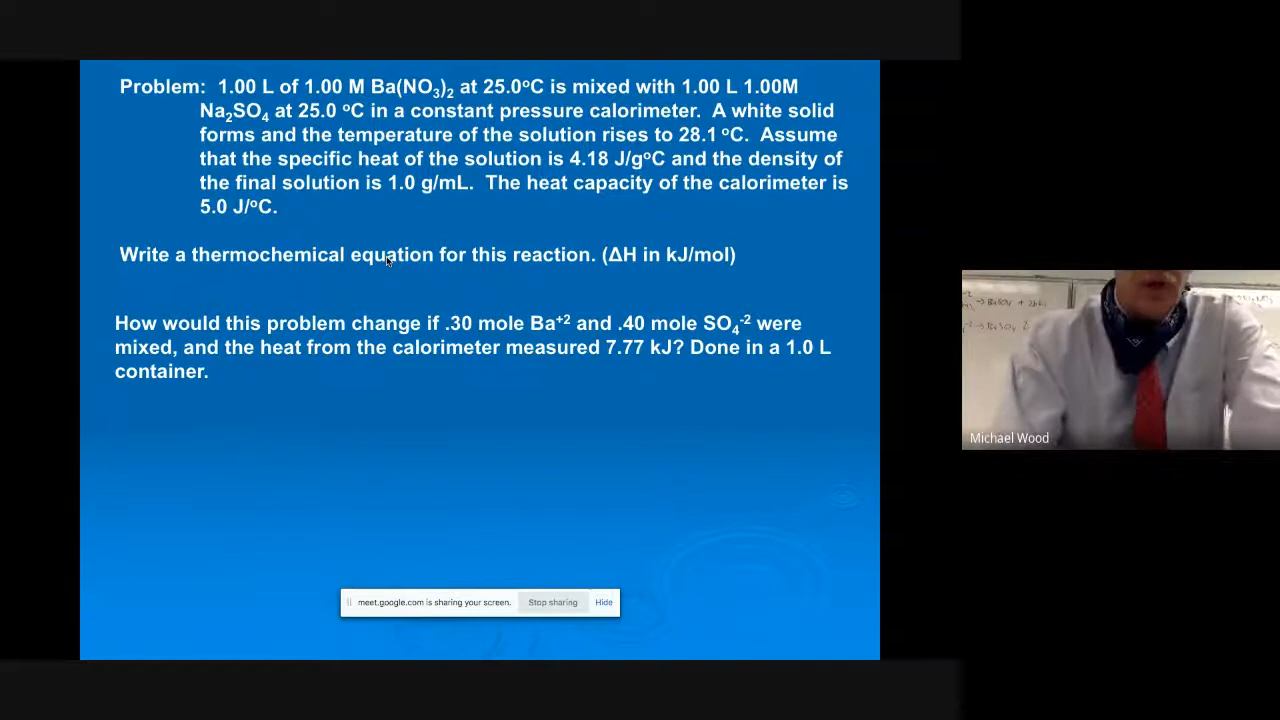 Problem: 1.00 L of 1.00 M Ba(NO₃)₂ at 25.0°C is mixed with 1.00 L 1.00M
Na₂SO₄ at 25.0 °C in a constant pressure calorimeter. A white solid
forms and the temperature of the solution rises to 28.1 °C. Assume
that the specific heat of the solution is 4.18 J/g°C and the density of
the final solution is 1.0 g/mL. The heat capacity of the calorimeter is
5.0 J/°C.
Write a thermochemical equation for this reaction. (ΔH in kJ/mol)
How would this problem change if .30 mole Ba⁺² and .40 mole SO₄⁻² were
mixed, and the heat from the calorimeter measured 7.77 kJ? Done in a 1.0 L
container.
Michael Wood
meet.google.com is sharing your screen. Stop sharing Hide